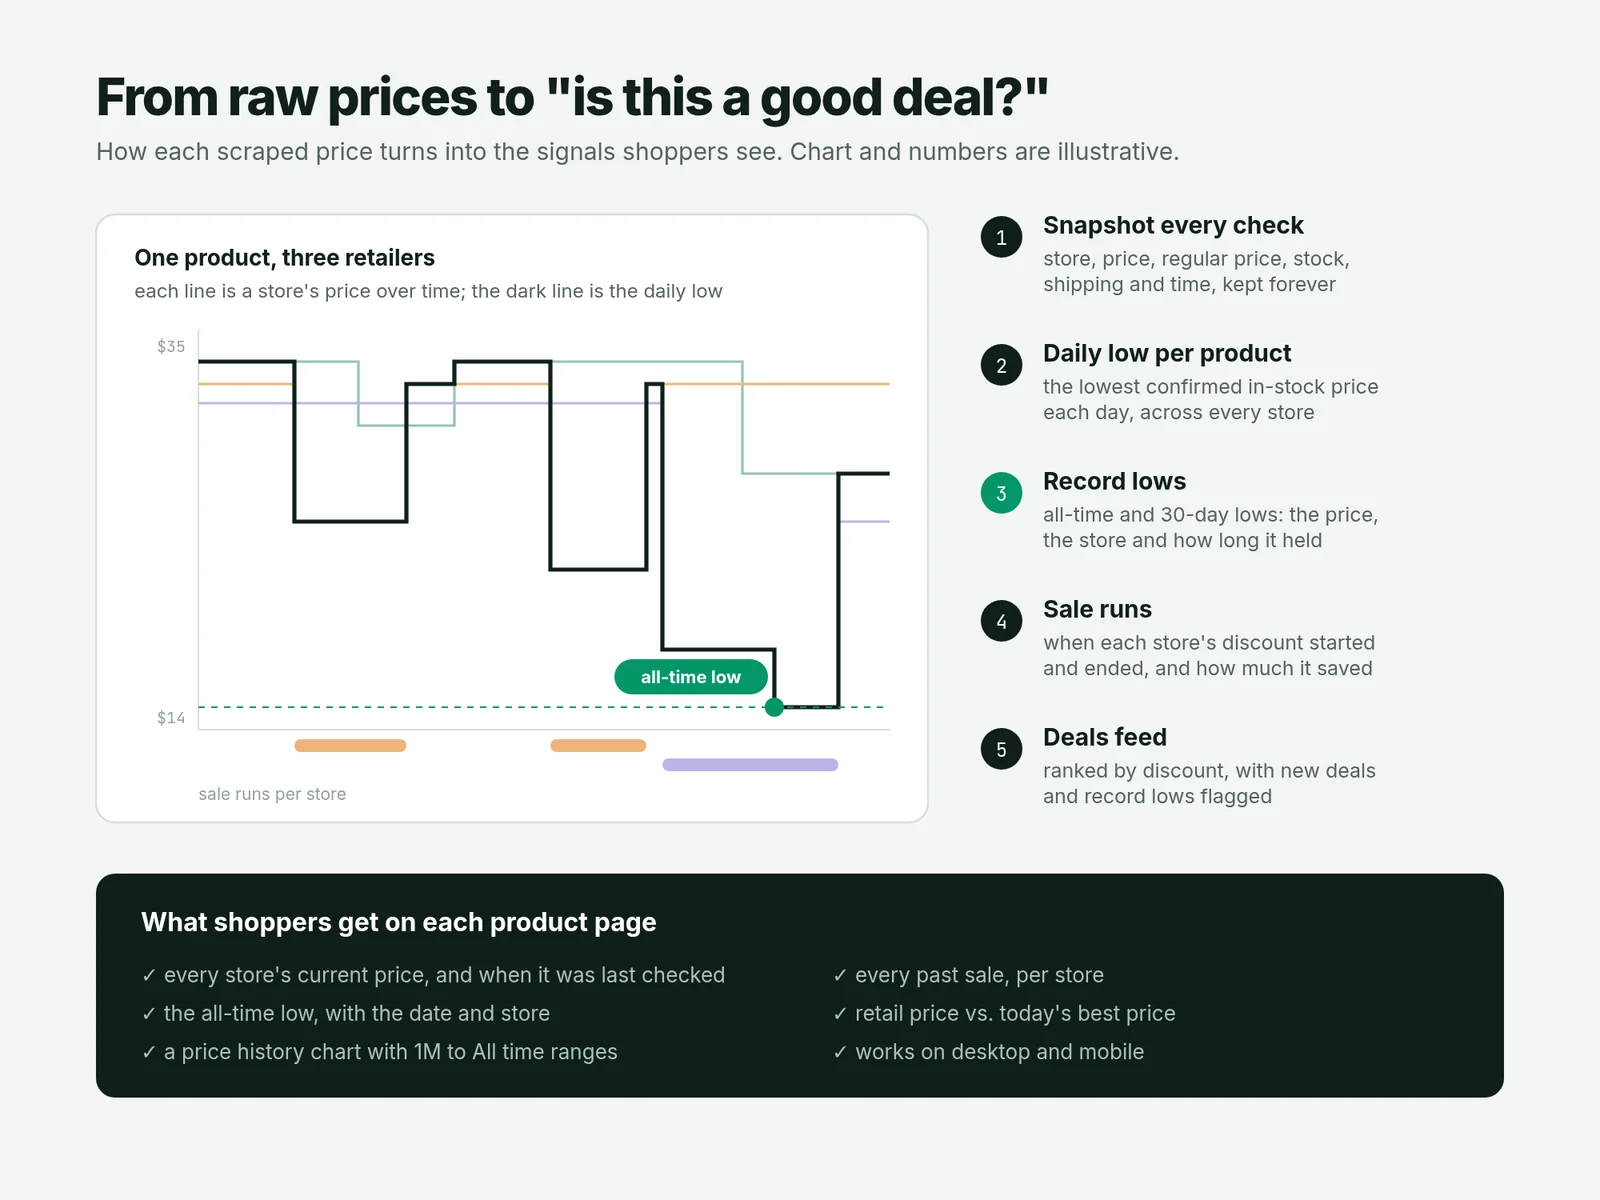 From raw prices to "is this a good deal?"
How each scraped price turns into the signals shoppers see. Chart and numbers are illustrative.
One product, three retailers
each line is a store's price over time; the dark line is the daily low
$35
all-time low
$14
sale runs per store
1
Snapshot every check
store, price, regular price, stock,
shipping and time, kept forever
2
Daily low per product
the lowest confirmed in-stock price
each day, across every store
3
Record lows
all-time and 30-day lows: the price,
the store and how long it held
4
Sale runs
when each store's discount started
and ended, and how much it saved
5
Deals feed
ranked by discount, with new deals
and record lows flagged
What shoppers get on each product page
✓ every store's current price, and when it was last checked
✓ the all-time low, with the date and store
✓ a price history chart with 1M to All time ranges
✓ every past sale, per store
✓ retail price vs. today's best price
✓ works on desktop and mobile